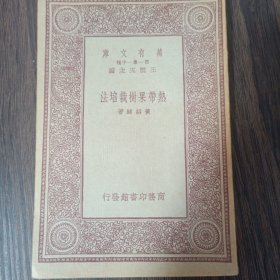 庫文有萬
種千一集一第
編主五雲王
法培栽樹果帶熱
著
行發館書印務商